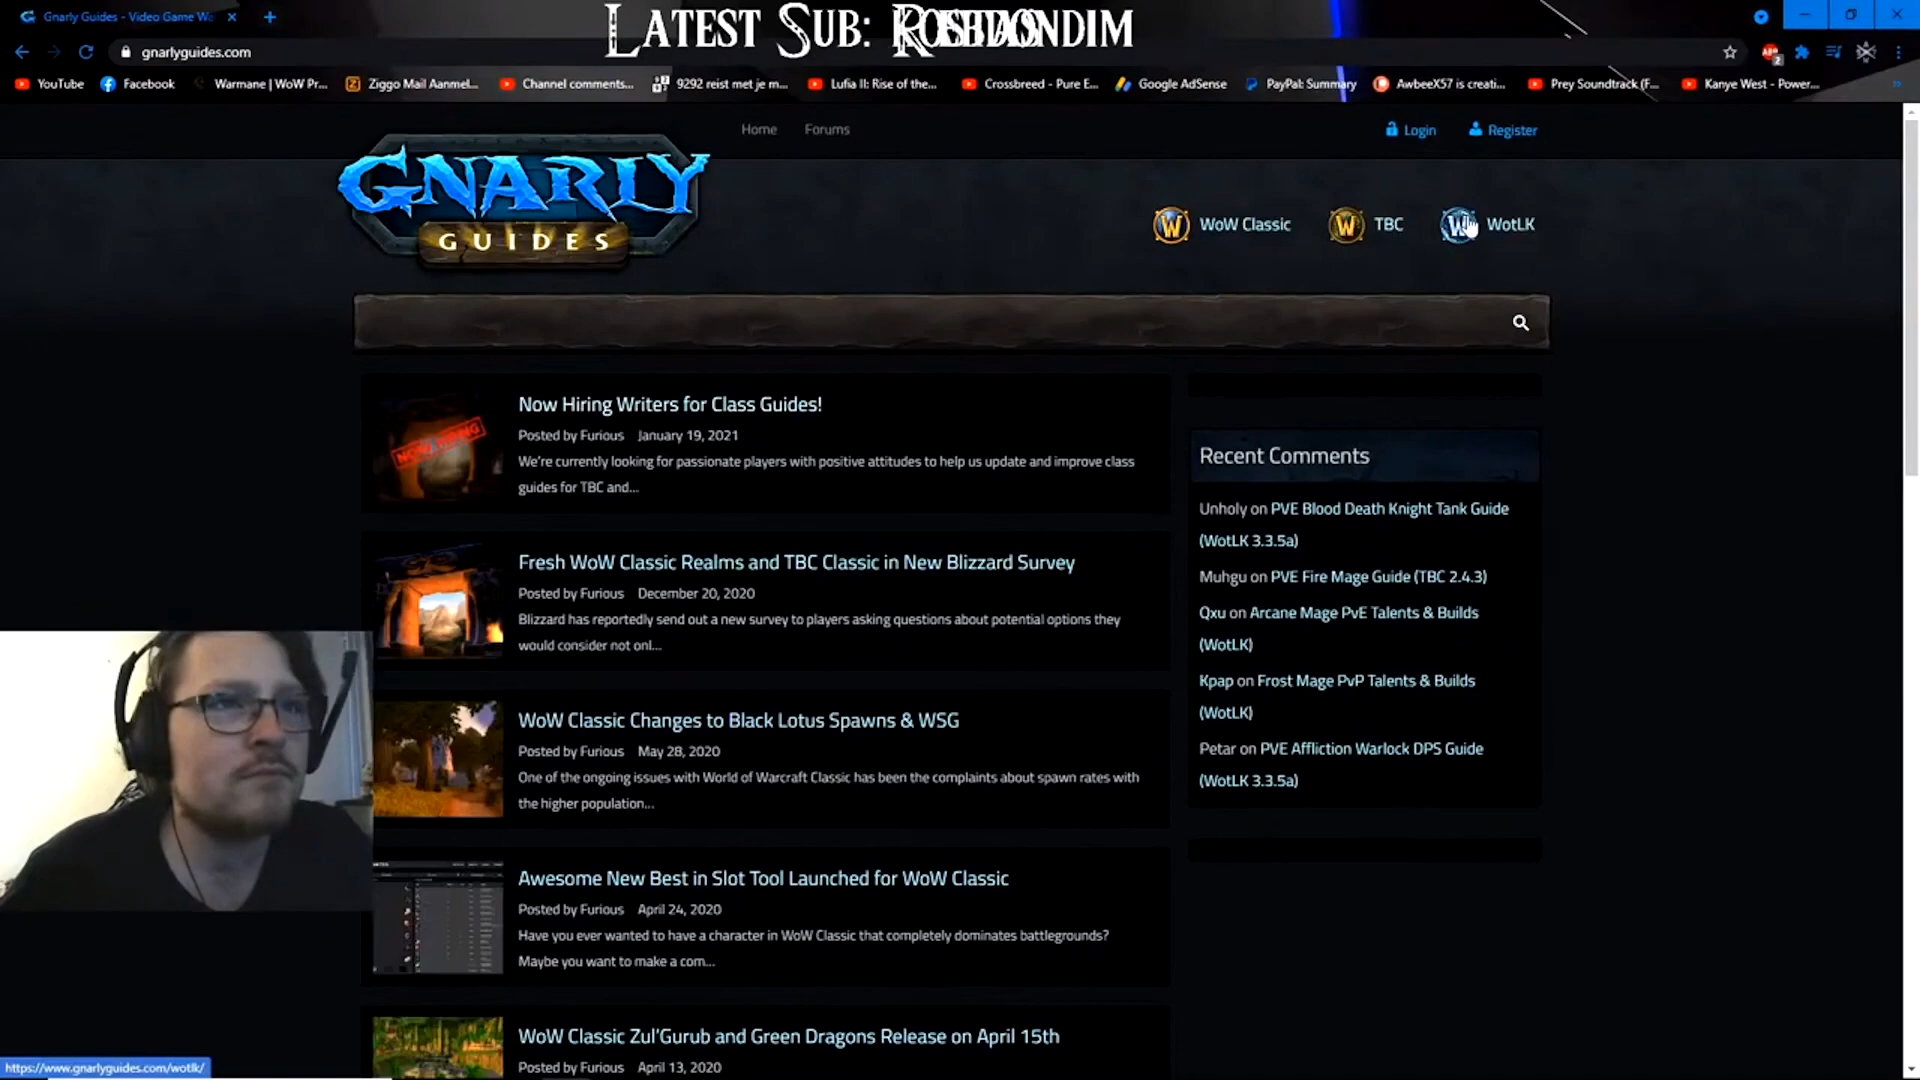 Gnarly Guides - Video Game Wa
LATEST SUB:
gnarlyguides.com
YouTube
Facebook
Warmane | WoW Pr...
Ziggo Mail Aanmel...
Channel comments...
9292 reist met je m...
Lufia II: Rise of the...
Crossbreed - Pure E...
Google AdSense
PayPal: Summary
AwbeeX57 is creati...
Prey Soundtrack (F...
Kanye West - Power...
Home
Forums
Login
Register
GNARLY
GUIDES
WoW Classic
TBC
WotLK
Now Hiring Writers for Class Guides!
Posted by Furious January 19, 2021
We're currently looking for passionate players with positive attitudes to help us update and improve class
guides for TBC and...
NOW HIRING
Fresh WoW Classic Realms and TBC Classic in New Blizzard Survey
Posted by Furious December 20, 2020
Blizzard has reportedly send out a new survey to players asking questions about potential options they
would consider not onl...
WoW Classic Changes to Black Lotus Spawns & WSG
Posted by Furious May 28, 2020
One of the ongoing issues with World of Warcraft Classic has been the complaints about spawn rates with
the higher population...
Awesome New Best in Slot Tool Launched for WoW Classic
Posted by Furious April 24, 2020
Have you ever wanted to have a character in WoW Classic that completely dominates battlegrounds?
Maybe you want to make a com...
WoW Classic Zul'Gurub and Green Dragons Release on April 15th
Posted by Furious April 13, 2020
Recent Comments
Unholy on PVE Blood Death Knight Tank Guide
(WotLK 3.3.5a)
Muhgu on PVE Fire Mage Guide (TBC 2.4.3)
Qxu on Arcane Mage PvE Talents & Builds
(WotLK)
Kpap on Frost Mage PvP Talents & Builds
(WotLK)
Petar on PVE Affliction Warlock DPS Guide
(WotLK 3.3.5a)
https://www.gnarlyguides.com/wotlk/